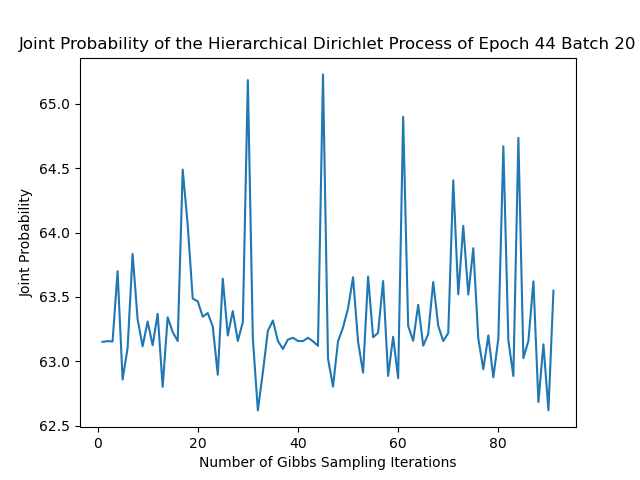 Joint Probability of the Hierarchical Dirichlet Process of Epoch 44 Batch 20
65.0
64.5
64.0
63.5
63.0
62.5
Joint Probability
0 20 40 60 80
Number of Gibbs Sampling Iterations